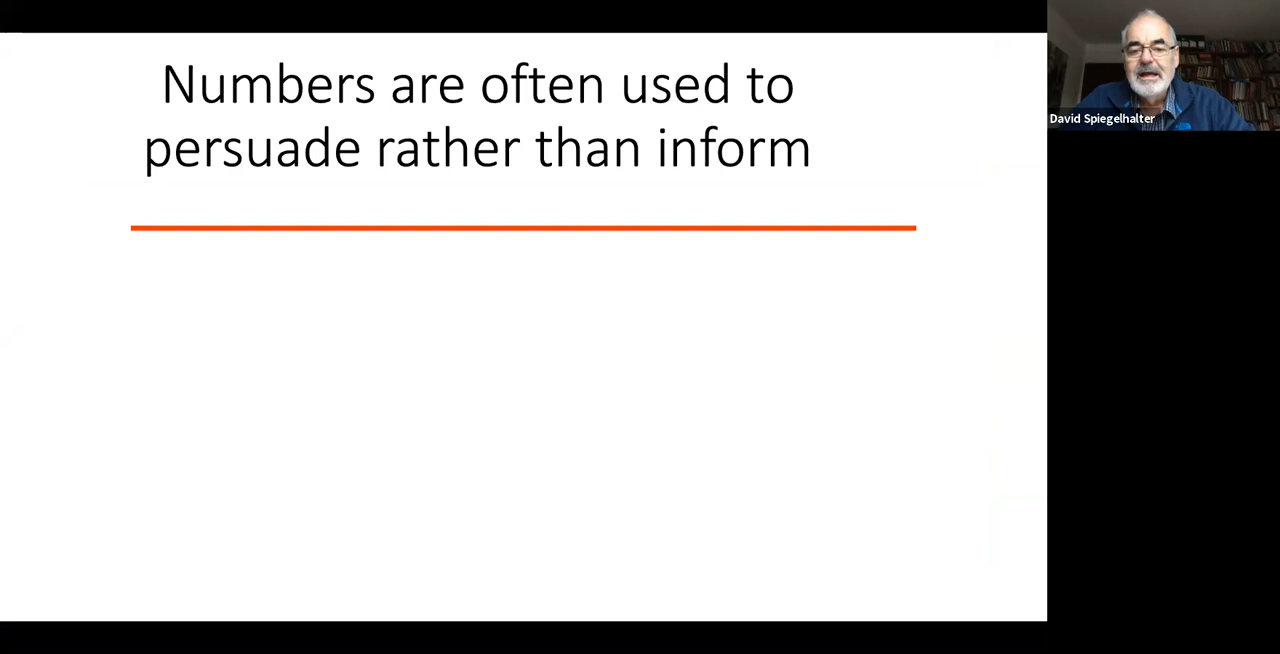 Numbers are often used to
persuade rather than inform
David Spiegelhalter